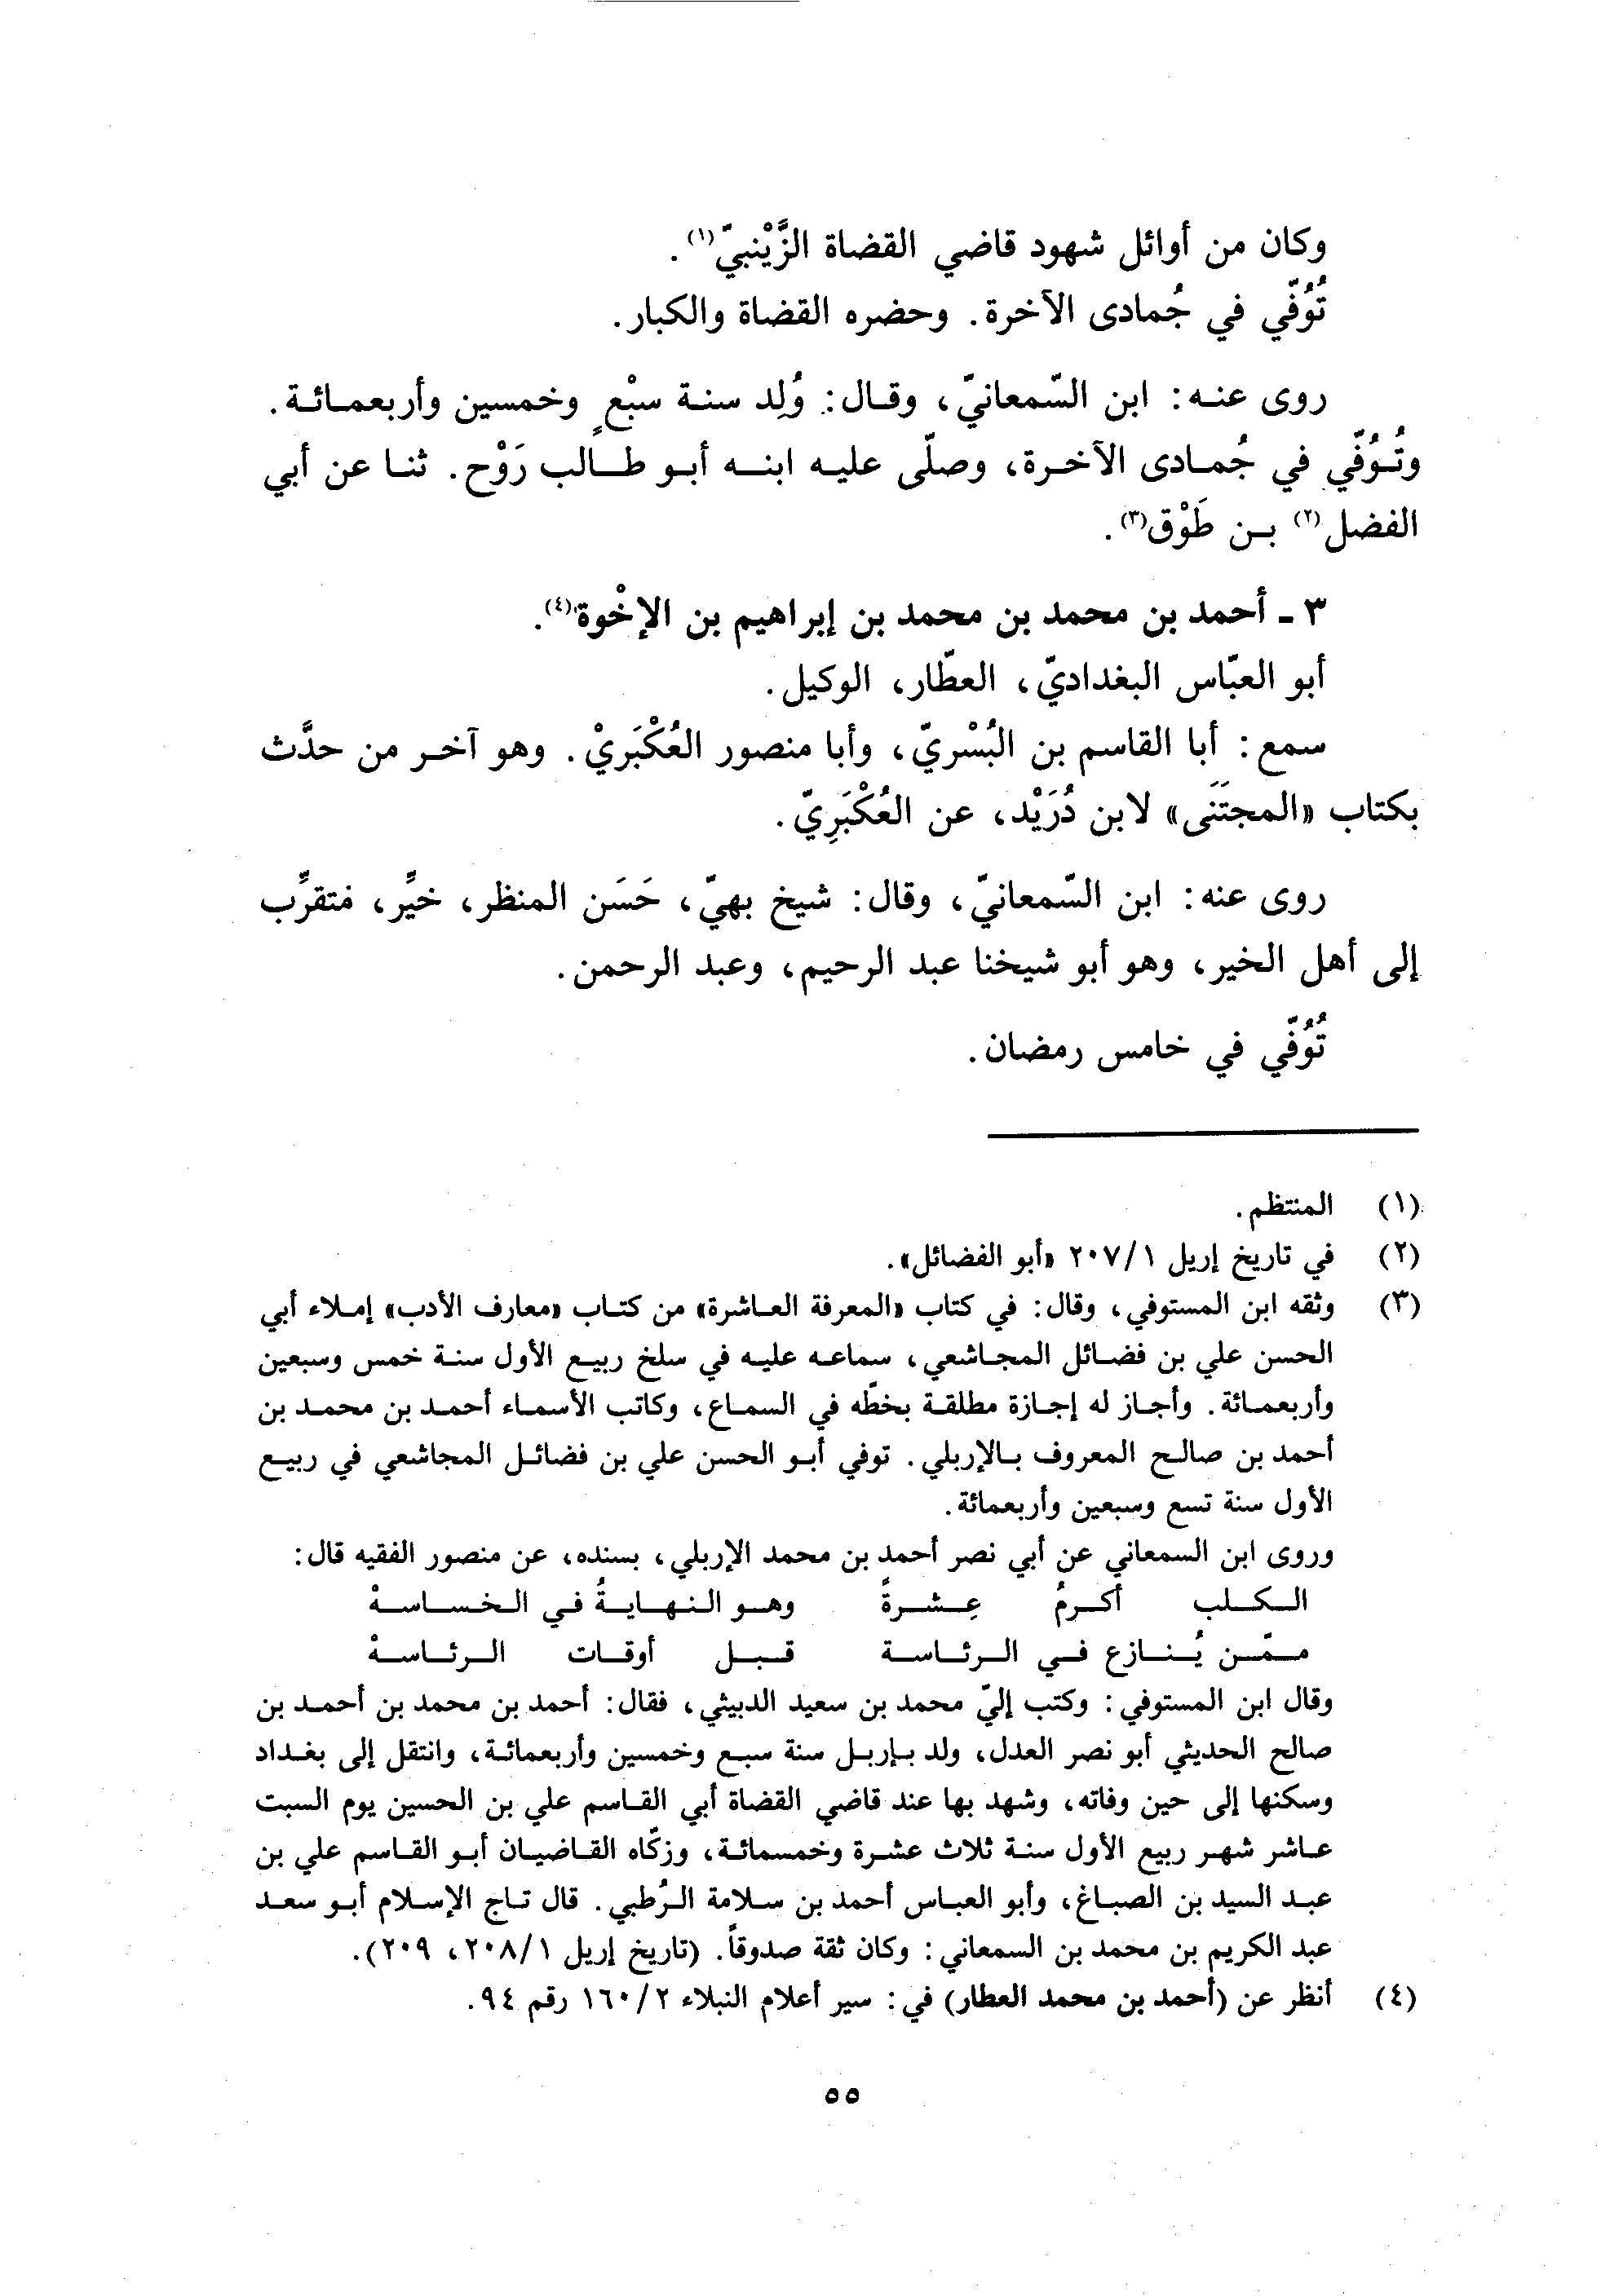 وكان من أوائل شهود قاضي القضاة الزَّيْنبيّ(١).
تُوُفّي في جُمادى الآخرة. وحضره القضاة والكبار.
روى عنه: ابن السّمعانيّ، وقال: وُلِد سنة سبْعٍ وخمسين وأربعمائة.
وتُوُفّي في جُمادى الآخرة، وصلّى عليه ابنه أبو طالب رَوْح. ثنا عن أبي
الفضل(٢) بن طَوْق(٣).
٣ - أحمد بن محمد بن محمد بن إبراهيم بن الإخْوة(٤).
أبو العبّاس البغداديّ، العطّار، الوكيل.
سمع: أبا القاسم بن البُسْريّ، وأبا منصور العُكْبَريْ. وهو آخر من حدَّث
بكتاب «المجتَنَى» لابن دُرَيْد، عن العُكْبَرِيّ.
روى عنه: ابن السّمعانيّ، وقال: شيخ بهيّ، حَسَن المنظر، خيِّر، متقرِّب
إلى أهل الخير، وهو أبو شيخنا عبد الرحيم، وعبد الرحمن.
تُوُفّي في خامس رمضان.
(١) المنتظم.
(٢) في تاريخ إربل ٢٠٧/١ «أبو الفضائل».
(٣) وثقه ابن المستوفي، وقال: في كتاب «المعرفة العاشرة» من كتاب «معارف الأدب» إملاء أبي
الحسن علي بن فضائل المجاشعي، سماعه عليه في سلخ ربيع الأول سنة خمس وسبعين
وأربعمائة. وأجاز له إجازة مطلقة بخطّه في السماع، وكاتب الأسماء أحمد بن محمد بن
أحمد بن صالح المعروف بالإربلي. توفي أبو الحسن علي بن فضائل المجاشعي في ربيع
الأول سنة تسع وسبعين وأربعمائة.
وروى ابن السمعاني عن أبي نصر أحمد بن محمد الإربلي، بسنده، عن منصور الفقيه قال:
الكلب أكرمُ عِشرةً وهو النهايةُ في الخساسةْ
ممّن يُنازع في الرئاسة قبل أوقات الرئاسةْ
وقال ابن المستوفي: وكتب إليّ محمد بن سعيد الدبيثي، فقال: أحمد بن محمد بن أحمد بن
صالح الحديثي أبو نصر العدل، ولد بإربل سنة سبع وخمسين وأربعمائة، وانتقل إلى بغداد
وسكنها إلى حين وفاته، وشهد بها عند قاضي القضاة أبي القاسم علي بن الحسين يوم السبت
عاشر شهر ربيع الأول سنة ثلاث عشرة وخمسمائة، وزكّاه القاضيان أبو القاسم علي بن
عبد السيد بن الصباغ، وأبو العباس أحمد بن سلامة الرُطبي. قال تاج الإسلام أبو سعد
عبد الكريم بن محمد بن السمعاني: وكان ثقة صدوقاً. (تاريخ إربل ٢٠٨/١، ٢٠٩).
(٤) أنظر عن (أحمد بن محمد العطار) في: سير أعلام النبلاء ١٦٠/٢ رقم ٩٤.
٥٥